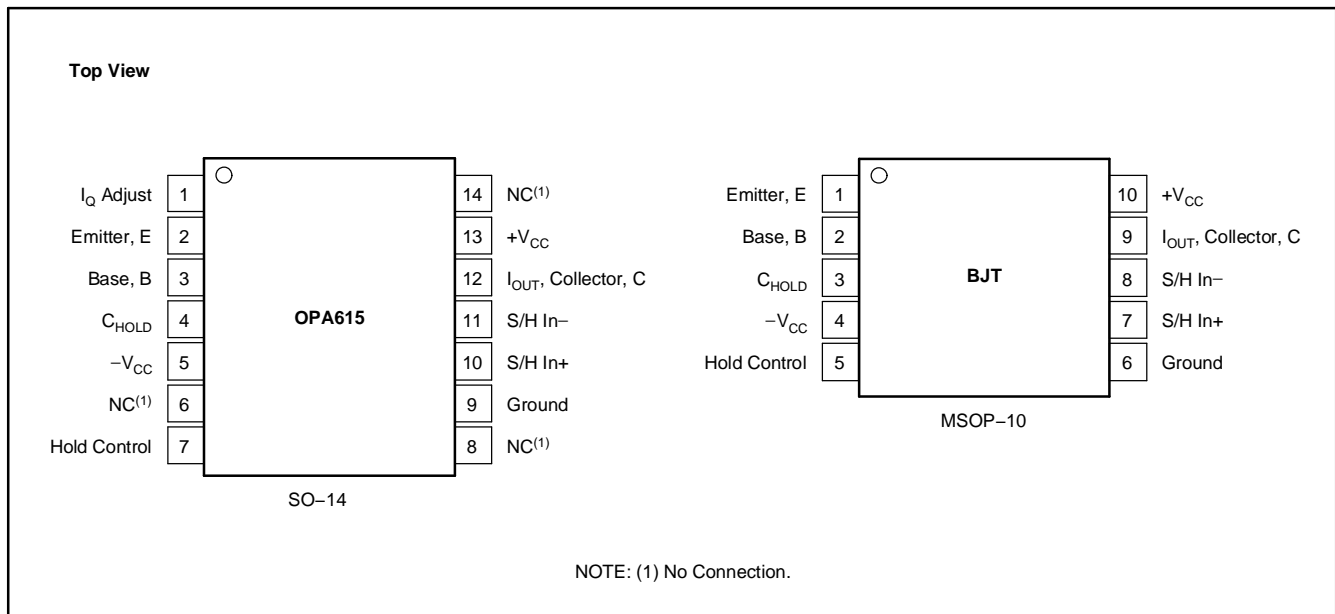 Top View
I_Q Adjust 1
Emitter, E 2
Base, B 3
C_HOLD 4
−V_CC 5
NC(1) 6
Hold Control 7
OPA615
14 NC(1)
13 +V_CC
12 I_OUT, Collector, C
11 S/H In−
10 S/H In+
9 Ground
8 NC(1)
SO−14
Emitter, E 1
Base, B 2
C_HOLD 3
−V_CC 4
Hold Control 5
BJT
10 +V_CC
9 I_OUT, Collector, C
8 S/H In−
7 S/H In+
6 Ground
MSOP−10
NOTE: (1) No Connection.